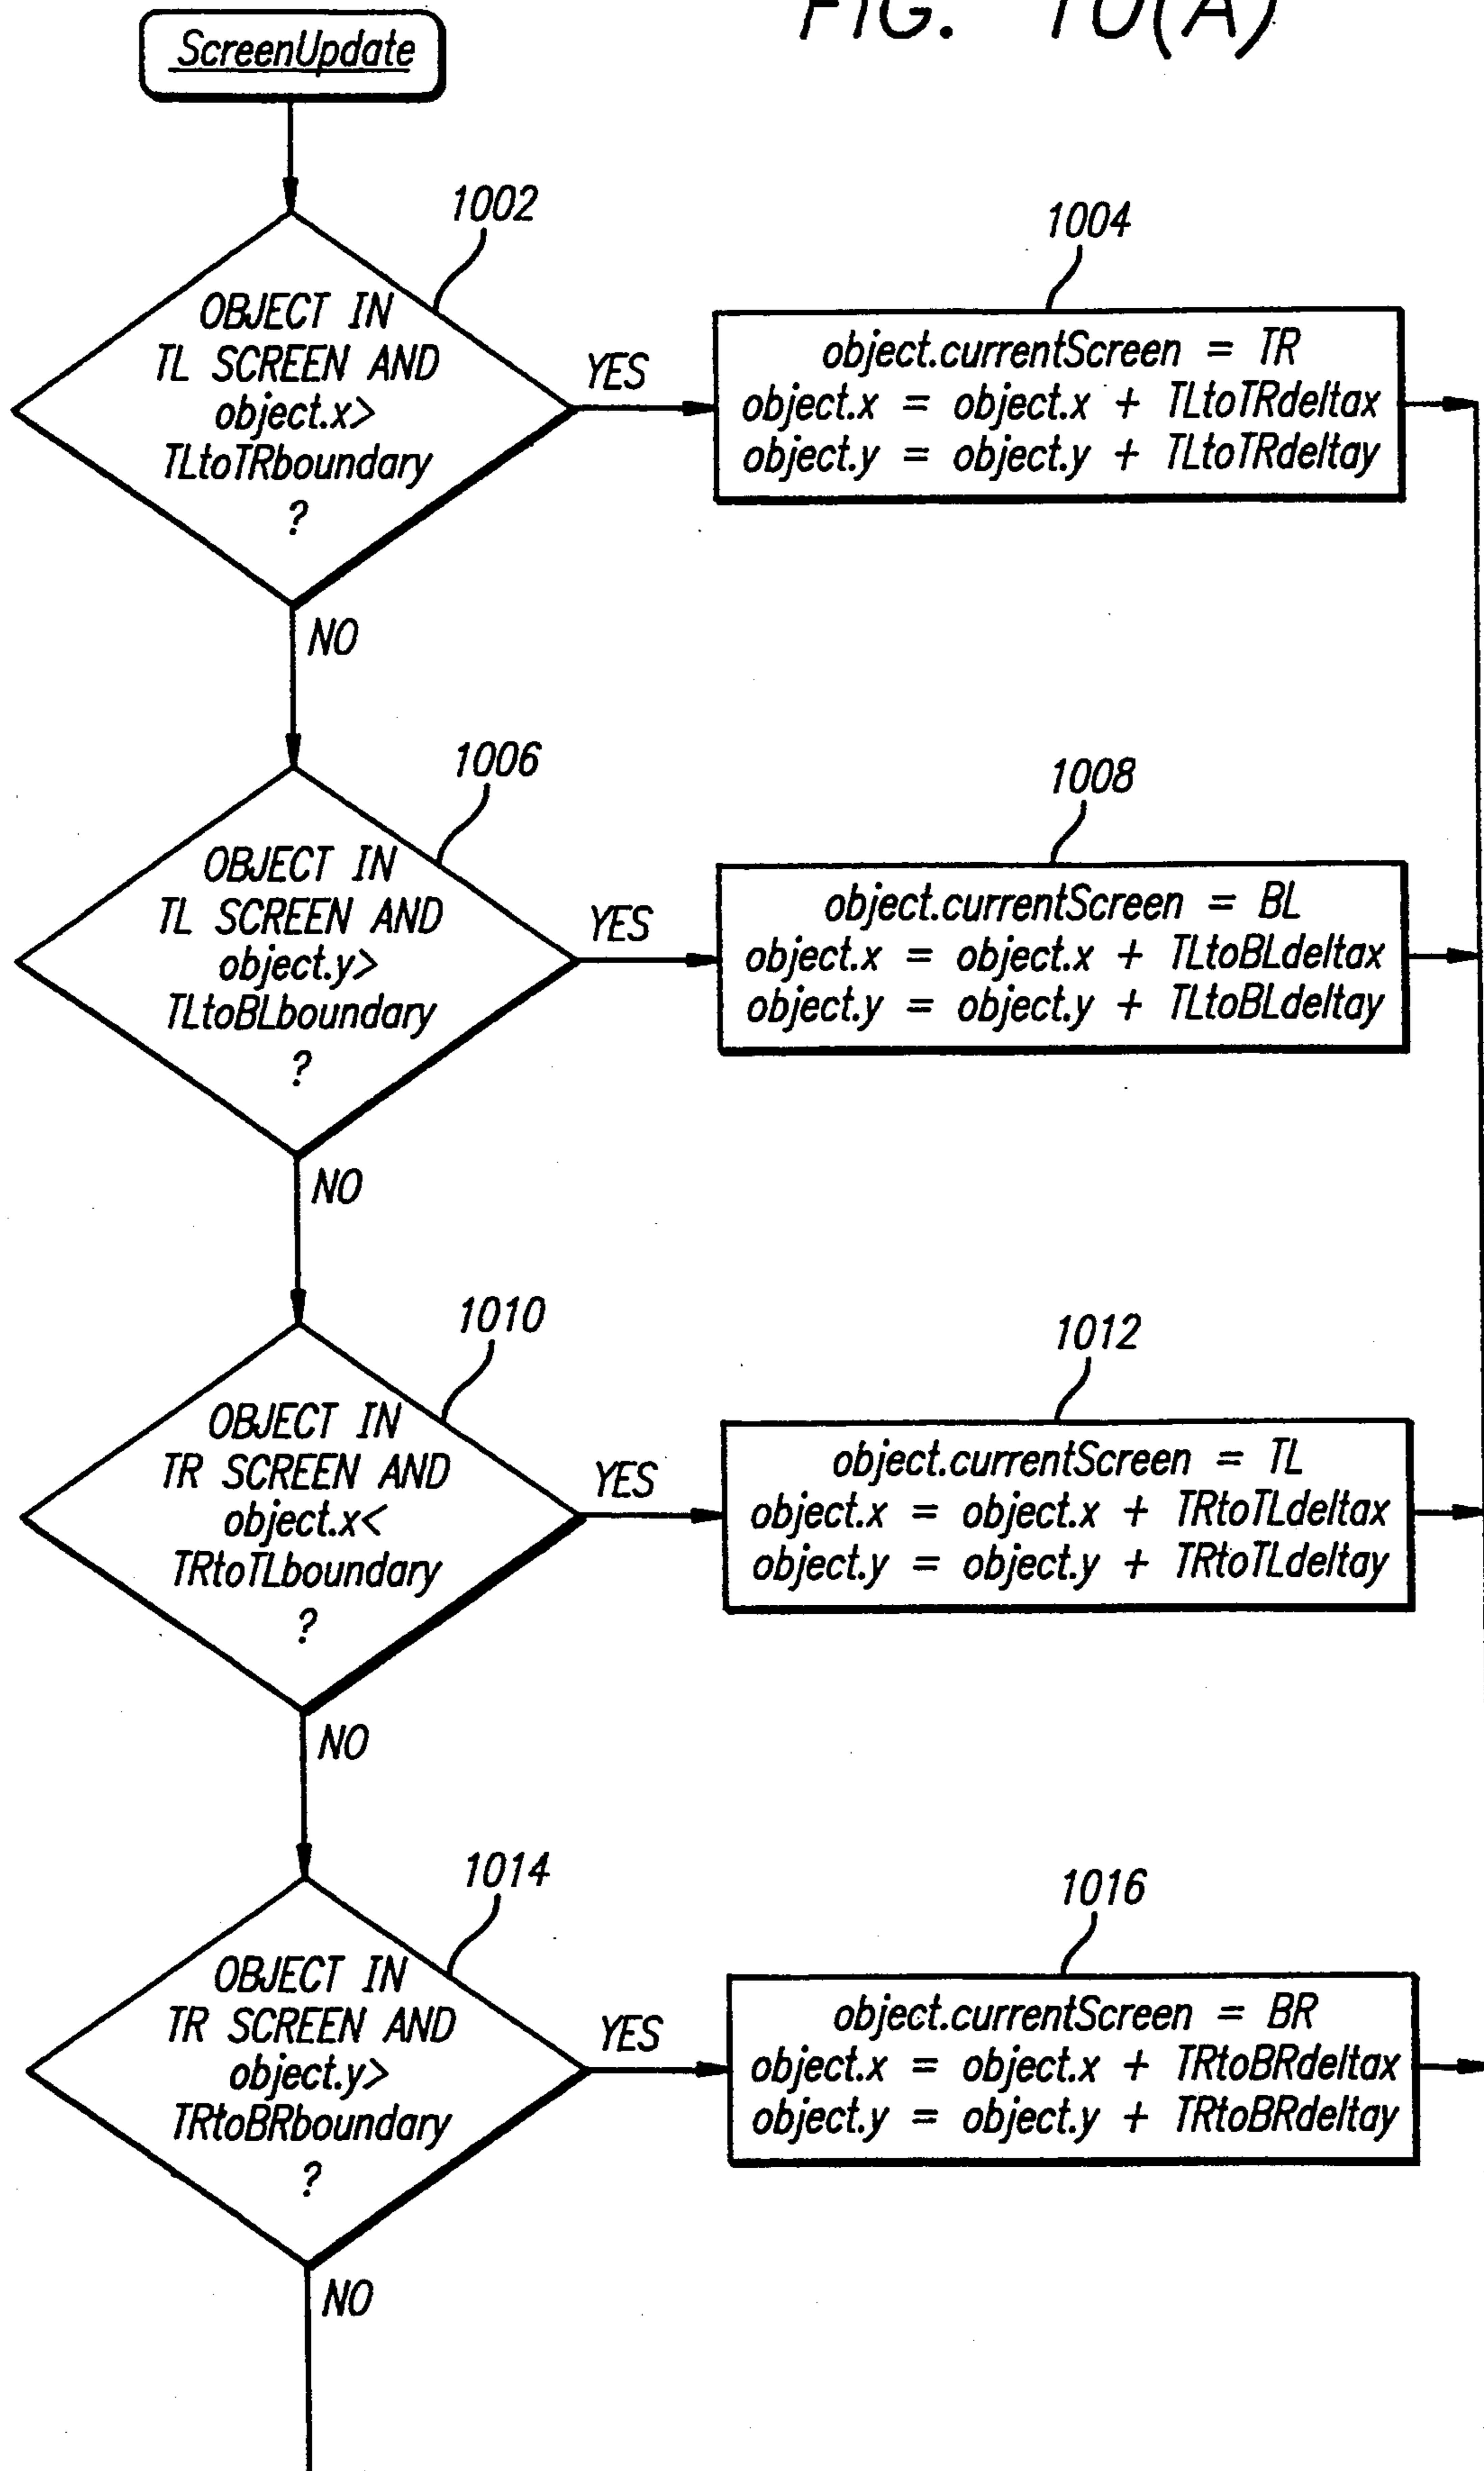 FIG. 10(A)
ScreenUpdate
1002
OBJECT IN
TL SCREEN AND
object.x>
TLtoTRboundary
?
YES
NO
1004
object.currentScreen = TR
object.x = object.x + TLtoTRdeltax
object.y = object.y + TLtoTRdeltay
1006
OBJECT IN
TL SCREEN AND
object.y>
TLtoBLboundary
?
YES
NO
1008
object.currentScreen = BL
object.x = object.x + TLtoBLdeltax
object.y = object.y + TLtoBLdeltay
1010
OBJECT IN
TR SCREEN AND
object.x<
TRtoTLboundary
?
YES
NO
1012
object.currentScreen = TL
object.x = object.x + TRtoTLdeltax
object.y = object.y + TRtoTLdeltay
1014
OBJECT IN
TR SCREEN AND
object.y>
TRtoBRboundary
?
YES
NO
1016
object.currentScreen = BR
object.x = object.x + TRtoBRdeltax
object.y = object.y + TRtoBRdeltay